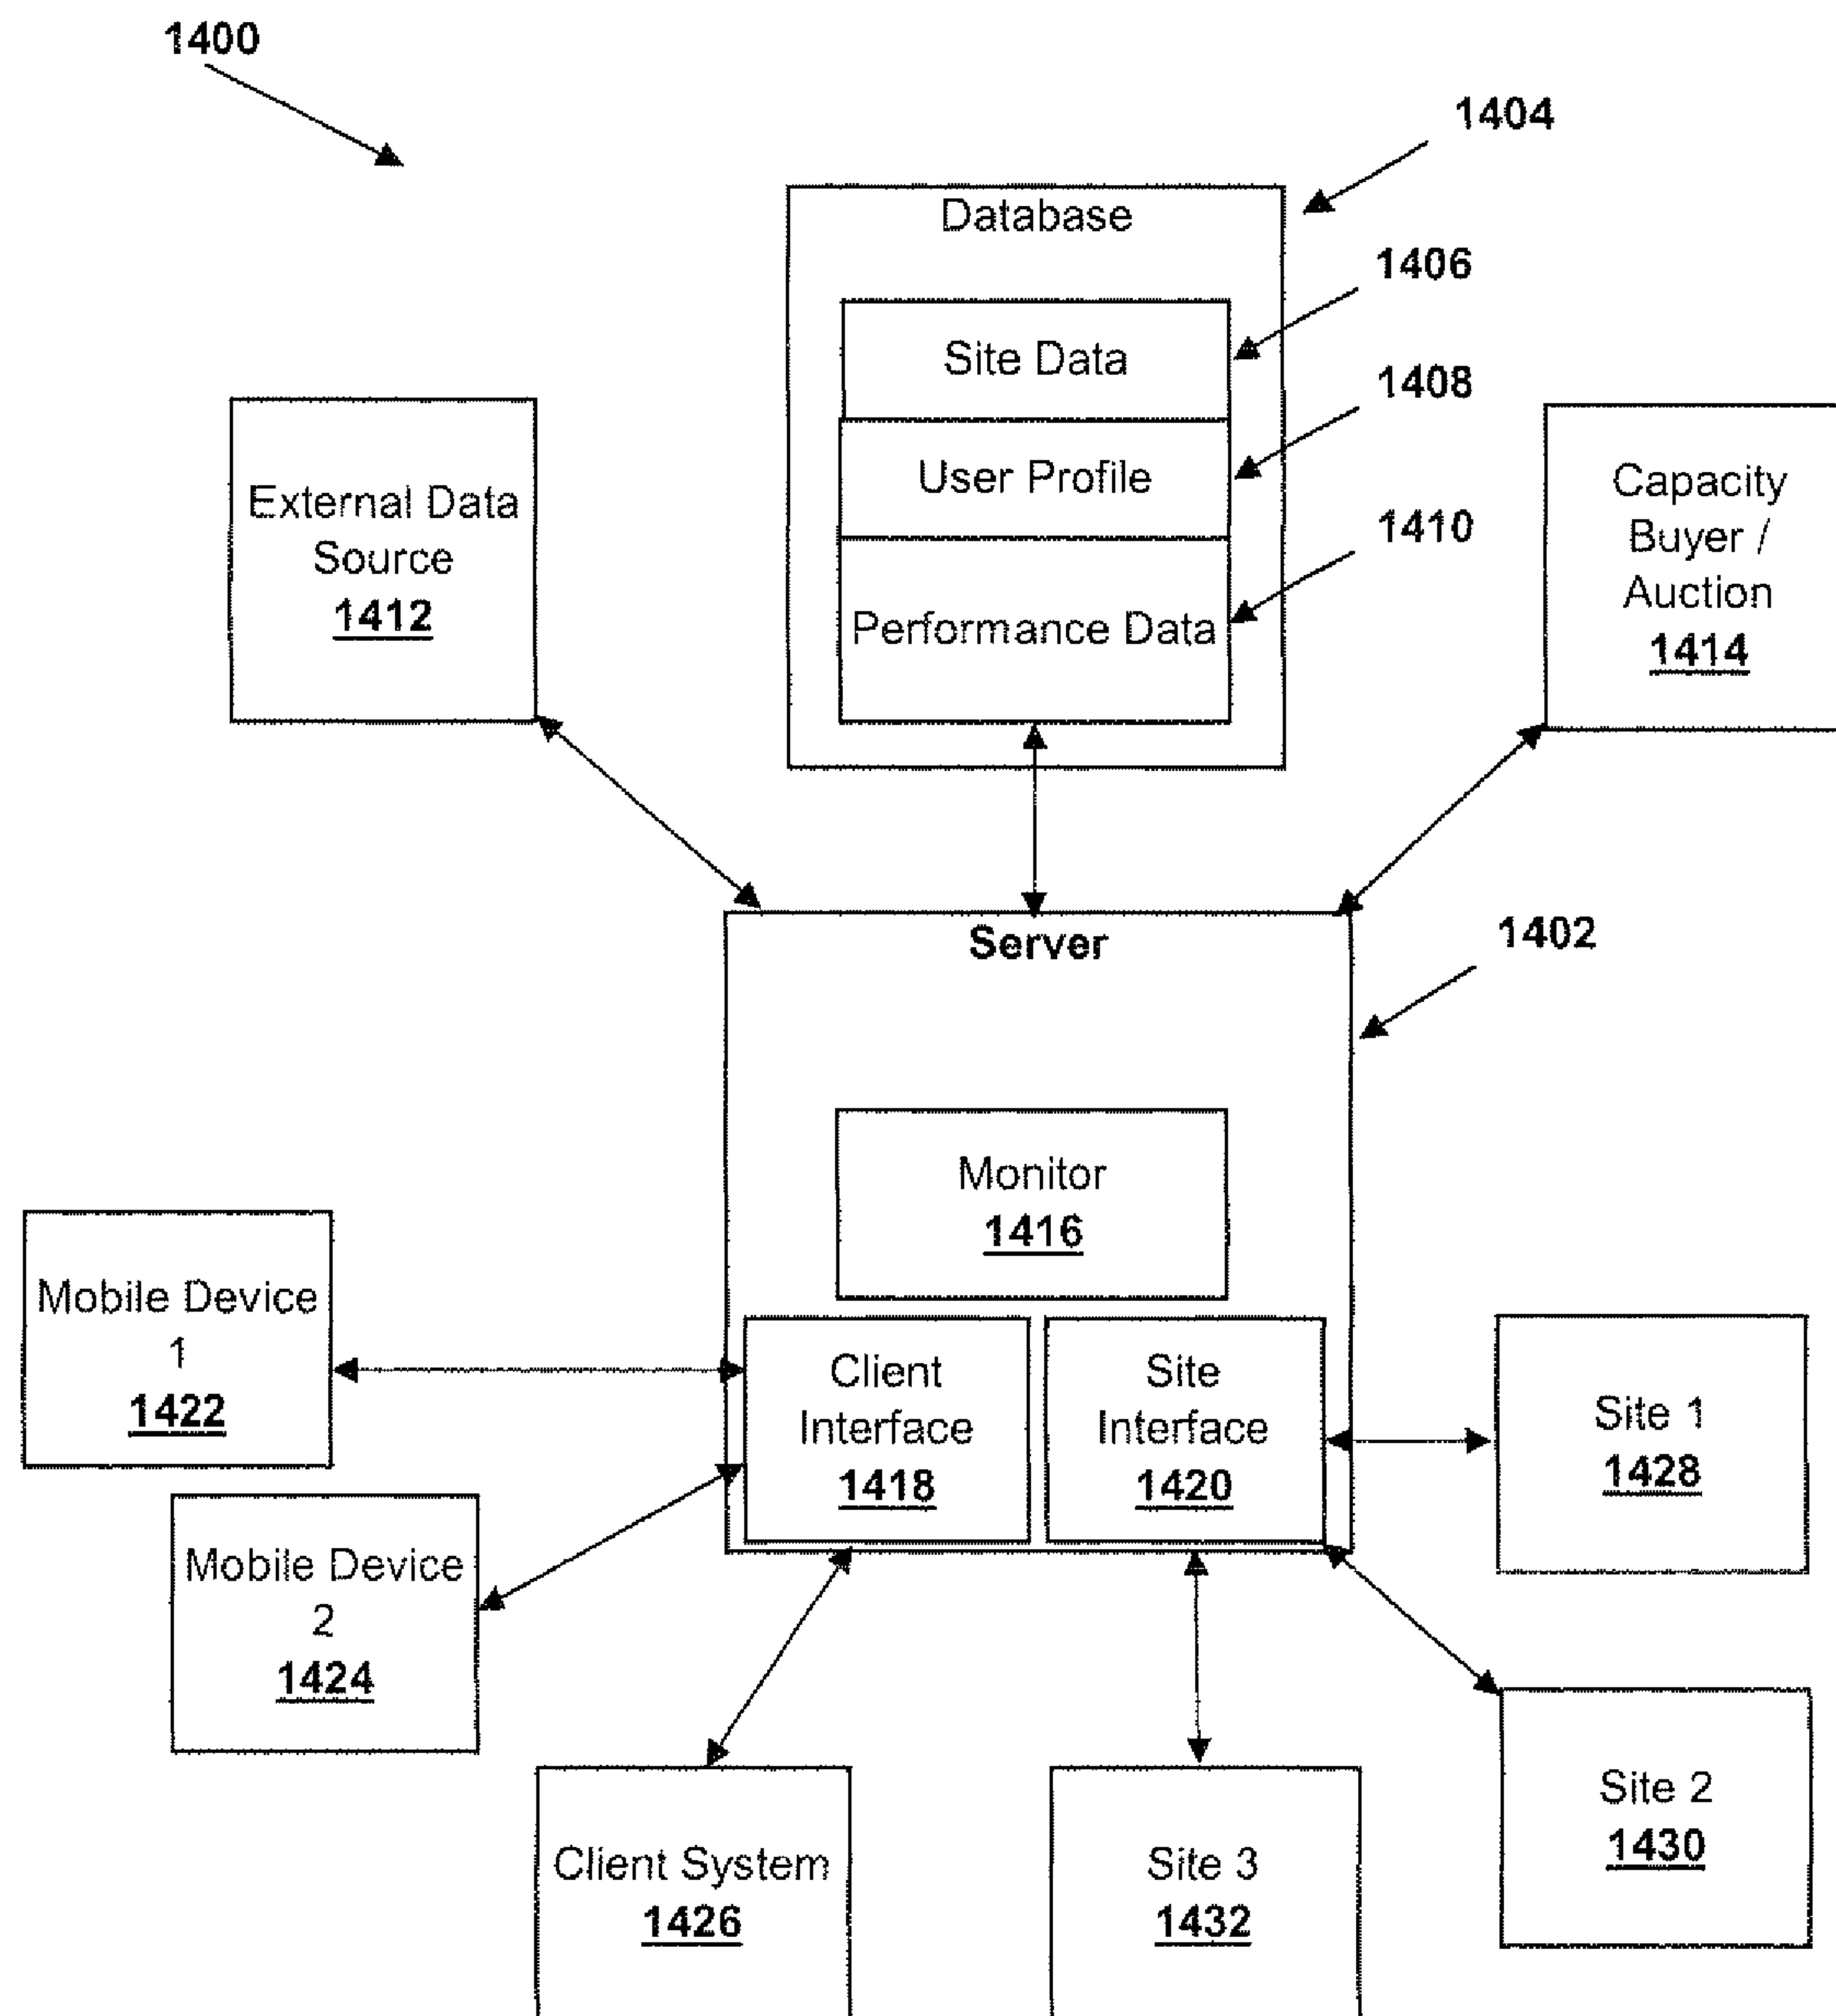 1400
1404
Database
1406
Site Data
1408
User Profile
1410
Performance Data
External Data
Source
1412
Capacity
Buyer /
Auction
1414
Server
1402
Monitor
1416
Mobile Device
1
1422
Client
Interface
1418
Site
Interface
1420
Site 1
1428
Mobile Device
2
1424
Client System
1426
Site 3
1432
Site 2
1430